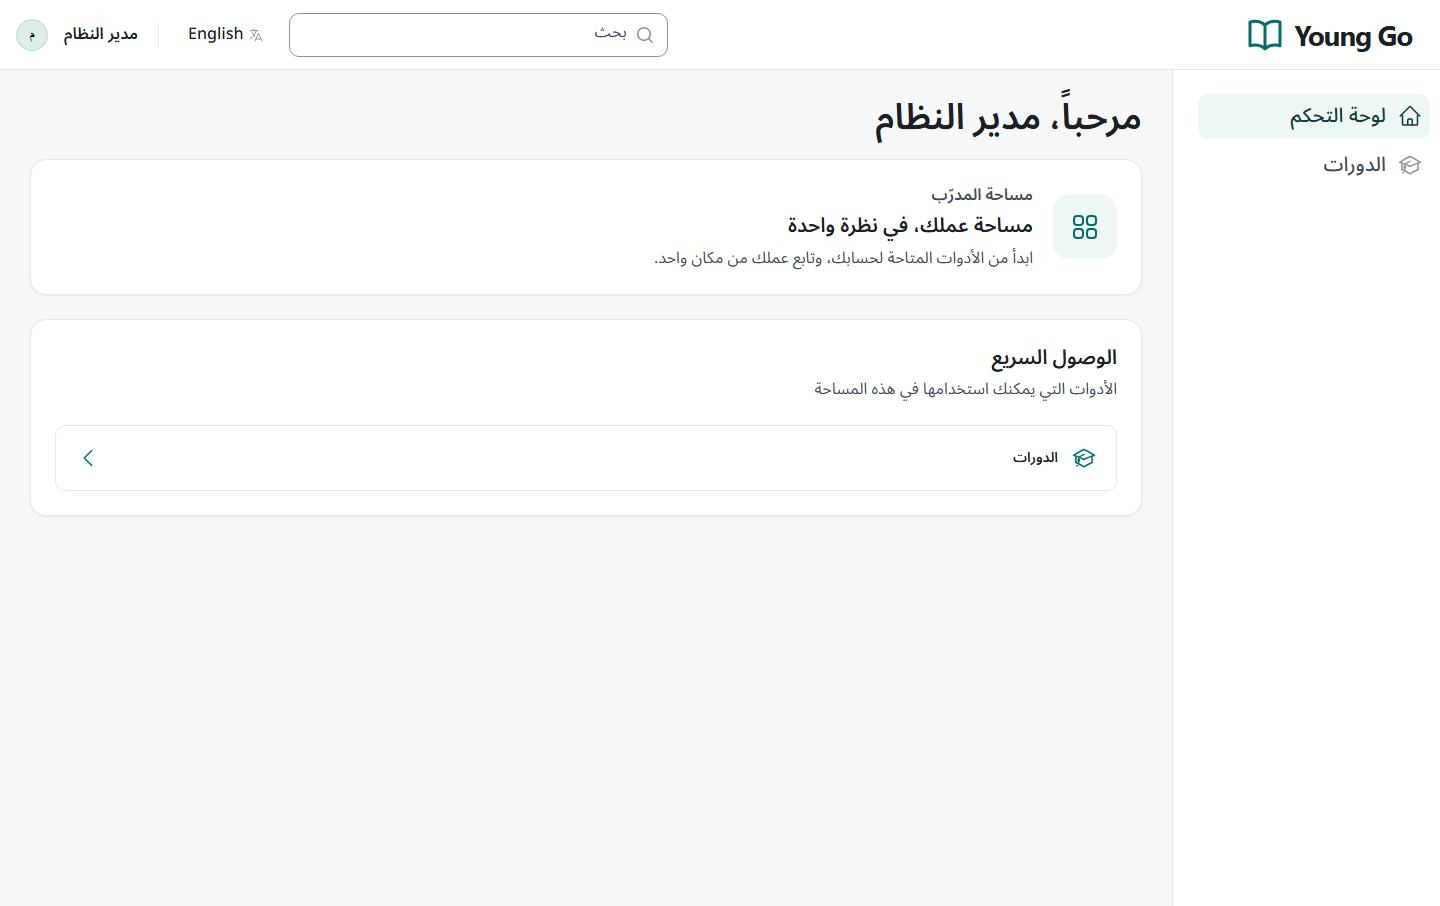 Young Go
بحث
English
مدير النظام
م
لوحة التحكم
الدورات
مرحباً، مدير النظام
مساحة المدرّب
مساحة عملك، في نظرة واحدة
ابدأ من الأدوات المتاحة لحسابك، وتابع عملك من مكان واحد.
الوصول السريع
الأدوات التي يمكنك استخدامها في هذه المساحة
الدورات